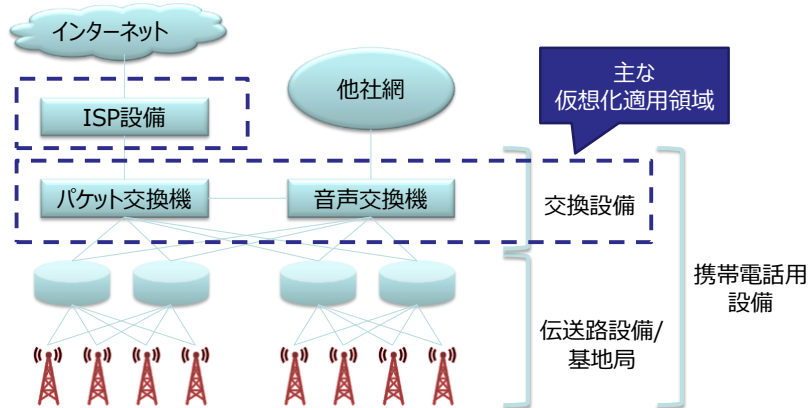 インターネット
ISP設備
他社網
主な
仮想化適用領域
パケット交換機
音声交換機
交換設備
伝送路設備/
基地局
携帯電話用
設備